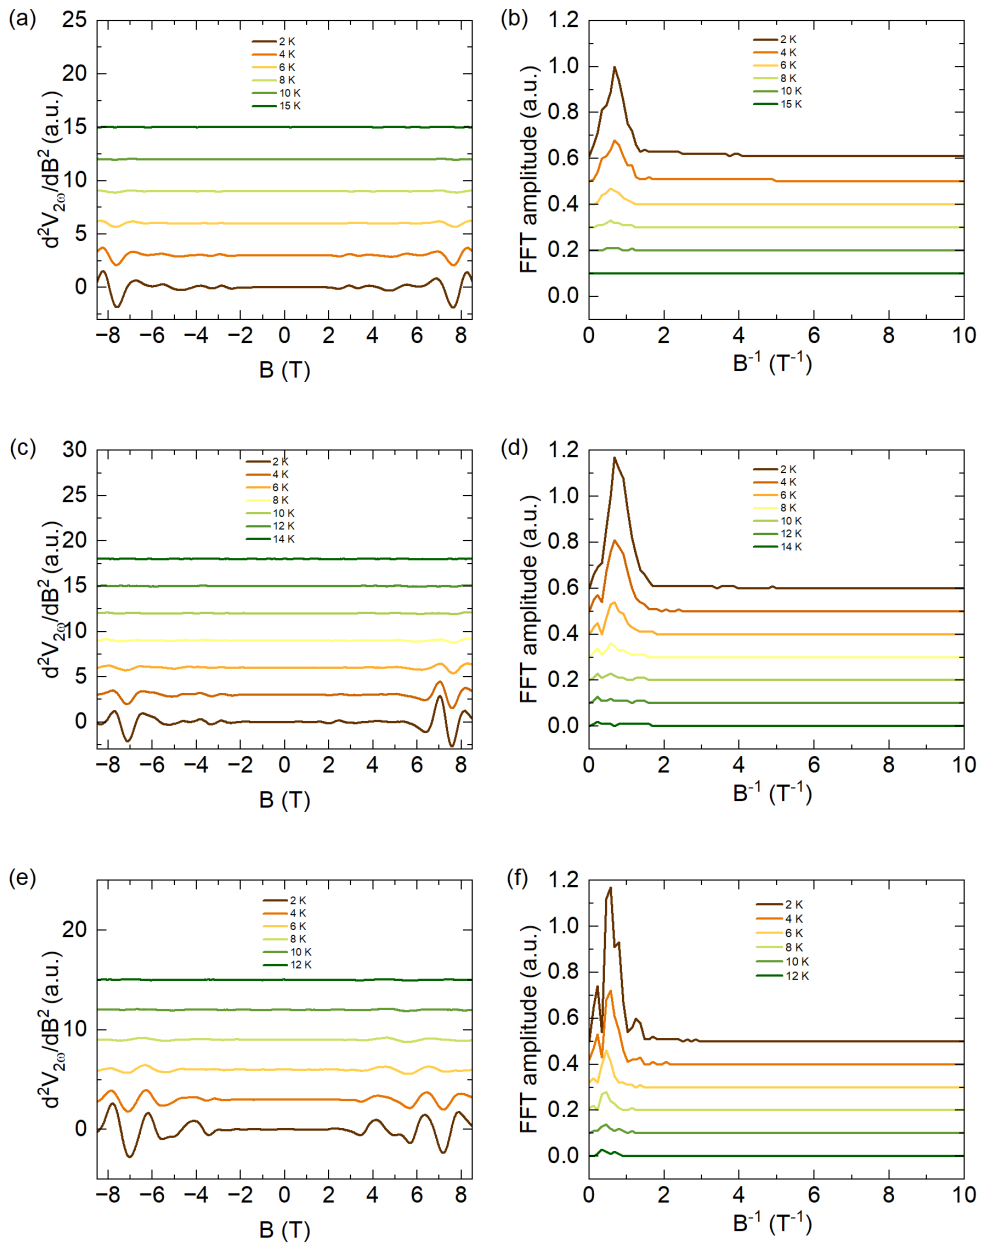 (a)
25
20
15
10
5
0
d²V₂ω/dB² (a.u.)
2 K
4 K
6 K
8 K
10 K
15 K
−8 −6 −4 −2 0 2 4 6 8
B (T)
(b)
1.2
1.0
0.8
0.6
0.4
0.2
0.0
FFT amplitude (a.u.)
2 K
4 K
6 K
8 K
10 K
15 K
0 2 4 6 8 10
B⁻¹ (T⁻¹)
(c)
30
25
20
15
10
5
0
d²V₂ω/dB² (a.u.)
2 K
4 K
6 K
8 K
10 K
12 K
14 K
−8 −6 −4 −2 0 2 4 6 8
B (T)
(d)
1.2
1.0
0.8
0.6
0.4
0.2
0.0
FFT amplitude (a.u.)
2 K
4 K
6 K
8 K
10 K
12 K
14 K
0 2 4 6 8 10
B⁻¹ (T⁻¹)
(e)
20
10
0
d²V₂ω/dB² (a.u.)
2 K
4 K
6 K
8 K
10 K
12 K
−8 −6 −4 −2 0 2 4 6 8
B (T)
(f)
1.2
1.0
0.8
0.6
0.4
0.2
0.0
FFT amplitude (a.u.)
2 K
4 K
6 K
8 K
10 K
12 K
0 2 4 6 8 10
B⁻¹ (T⁻¹)